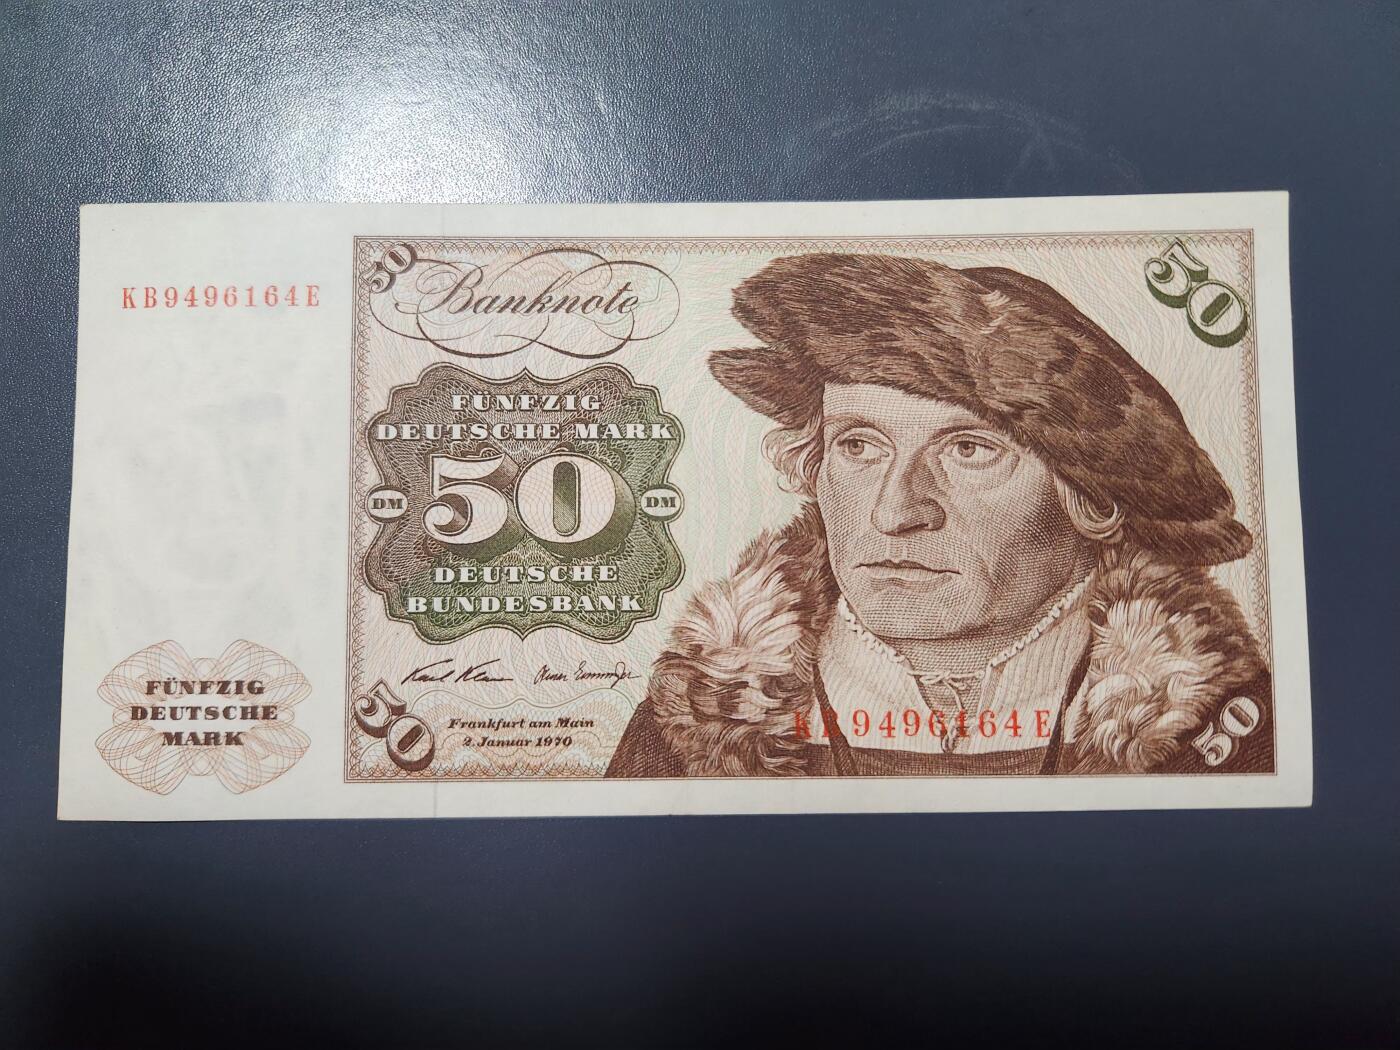 KB9496164E
50
Banknote
50
FÜNFZIG
DEUTSCHE MARK
DM
50
DM
DEUTSCHE
BUNDESBANK
FÜNFZIG
DEUTSCHE
MARK
50
Frankfurt am Main
2. Januar 1970
KB9496164E
50